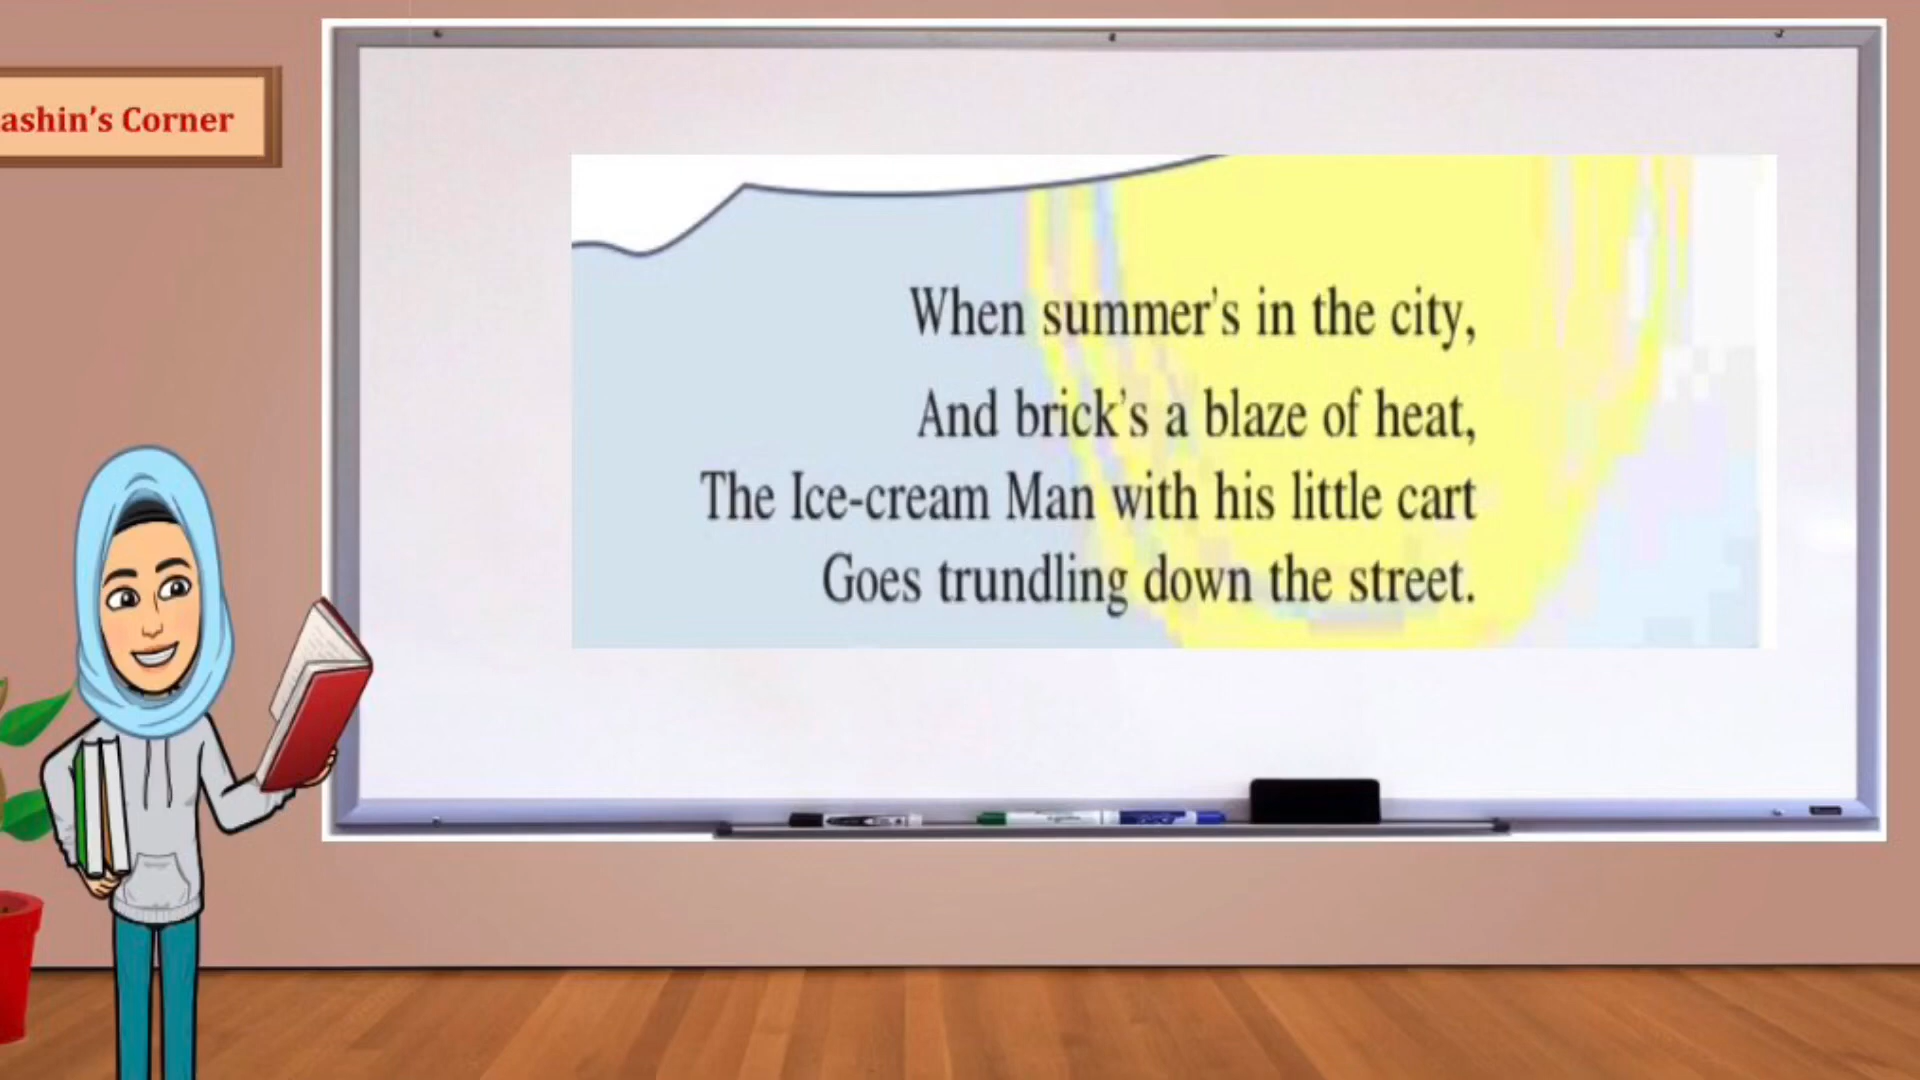 ashin's Corner
When summer's in the city,
And brick's a blaze of heat,
The Ice-cream Man with his little cart
Goes trundling down the street.